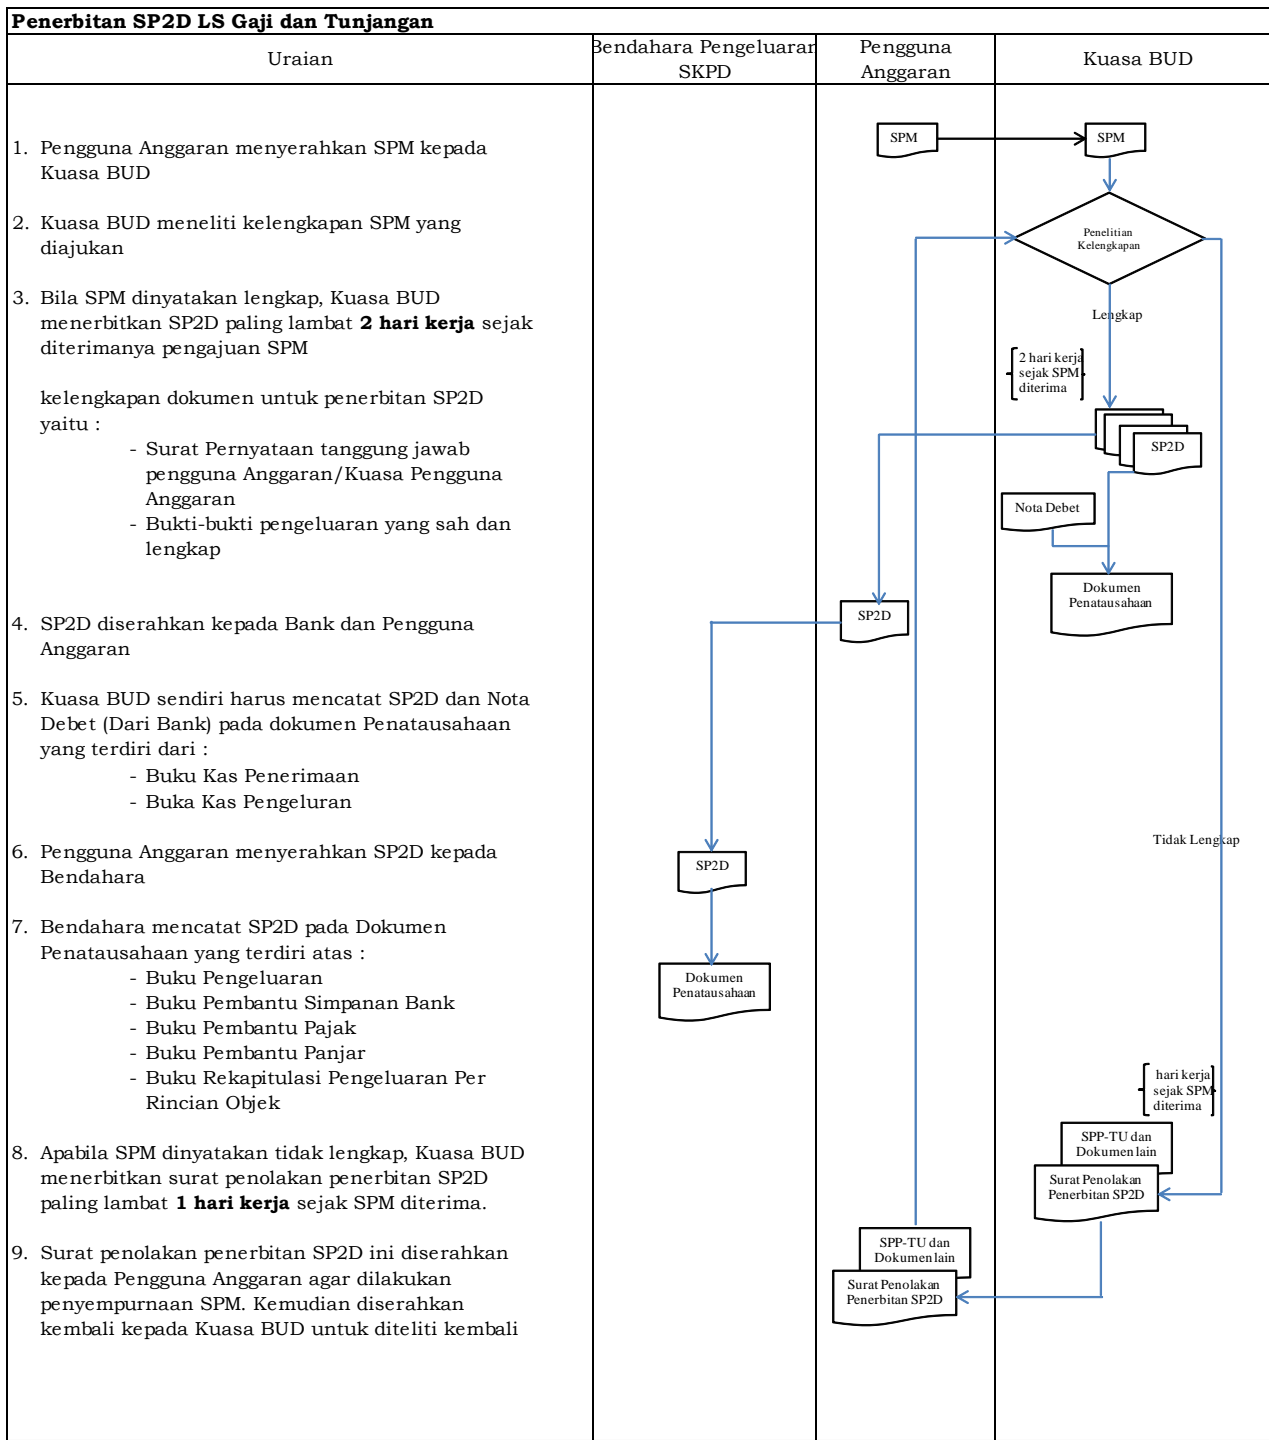 Penerbitan SP2D LS Gaji dan Tunjangan
Uraian
Bendahara Pengeluaran
SKPD
Pengguna
Anggaran
Kuasa BUD
1. Pengguna Anggaran menyerahkan SPM kepada
Kuasa BUD
2. Kuasa BUD meneliti kelengkapan SPM yang
diajukan
3. Bila SPM dinyatakan lengkap, Kuasa BUD
menerbitkan SP2D paling lambat 2 hari kerja sejak
diterimanya pengajuan SPM
kelengkapan dokumen untuk penerbitan SP2D
yaitu :
- Surat Pernyataan tanggung jawab
pengguna Anggaran/Kuasa Pengguna
Anggaran
- Bukti-bukti pengeluaran yang sah dan
lengkap
4. SP2D diserahkan kepada Bank dan Pengguna
Anggaran
5. Kuasa BUD sendiri harus mencatat SP2D dan Nota
Debet (Dari Bank) pada dokumen Penatausahaan
yang terdiri dari :
- Buku Kas Penerimaan
- Buka Kas Pengeluran
6. Pengguna Anggaran menyerahkan SP2D kepada
Bendahara
7. Bendahara mencatat SP2D pada Dokumen
Penatausahaan yang terdiri atas :
- Buku Pengeluaran
- Buku Pembantu Simpanan Bank
- Buku Pembantu Pajak
- Buku Pembantu Panjar
- Buku Rekapitulasi Pengeluaran Per
Rincian Objek
8. Apabila SPM dinyatakan tidak lengkap, Kuasa BUD
menerbitkan surat penolakan penerbitan SP2D
paling lambat 1 hari kerja sejak SPM diterima.
9. Surat penolakan penerbitan SP2D ini diserahkan
kepada Pengguna Anggaran agar dilakukan
penyempurnaan SPM. Kemudian diserahkan
kembali kepada Kuasa BUD untuk diteliti kembali
SPM
SPM
Penelitian
Kelengkapan
Lengkap
2 hari kerja
sejak SPM
diterima
SP2D
Nota Debet
Dokumen
Penatausahaan
SP2D
SP2D
Dokumen
Penatausahaan
Tidak Lengkap
hari kerja
sejak SPM
diterima
SPP-TU dan
Dokumen lain
Surat Penolakan
Penerbitan SP2D
SPP-TU dan
Dokumen lain
Surat Penolakan
Penerbitan SP2D